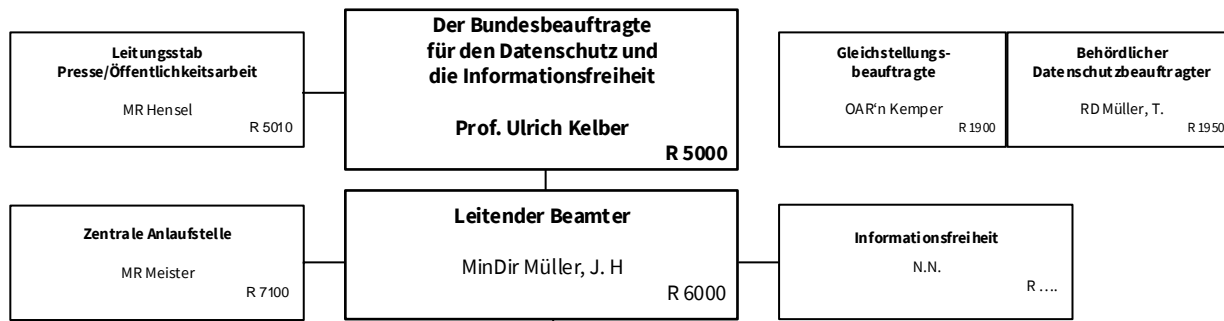 Leitungsstab
Presse/Öffentlichkeitsarbeit
MR Hensel
R 5010
Der Bundesbeauftragte
für den Datenschutz und
die Informationsfreiheit
Prof. Ulrich Kelber
R 5000
Gleichstellungs-
beauftragte
OAR‘n Kemper
R 1900
Behördlicher
Datenschutzbeauftragter
RD Müller, T.
R 1950
Zentrale Anlaufstelle
MR Meister
R 7100
Leitender Beamter
MinDir Müller, J. H
R 6000
Informationsfreiheit
N.N.
R ....